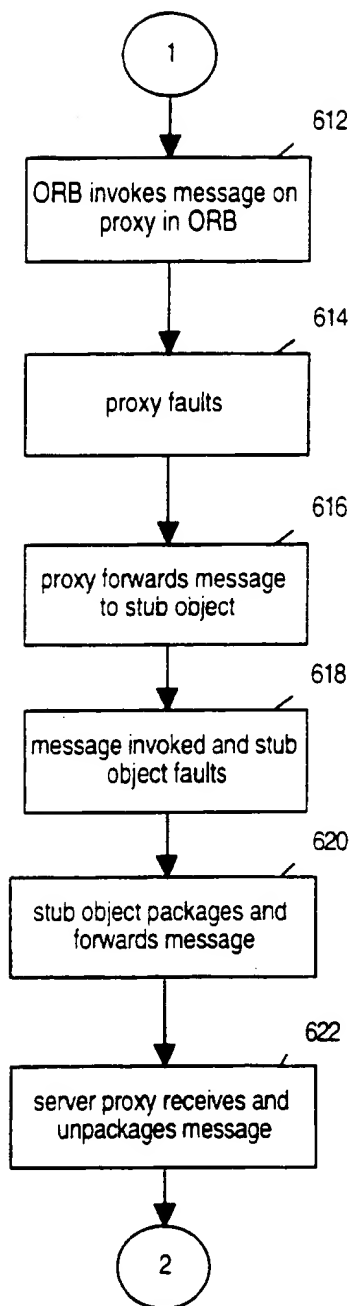 1
612
ORB invokes message on
proxy in ORB
614
proxy faults
616
proxy forwards message
to stub object
618
message invoked and stub
object faults
620
stub object packages and
forwards message
622
server proxy receives and
unpackages message
2